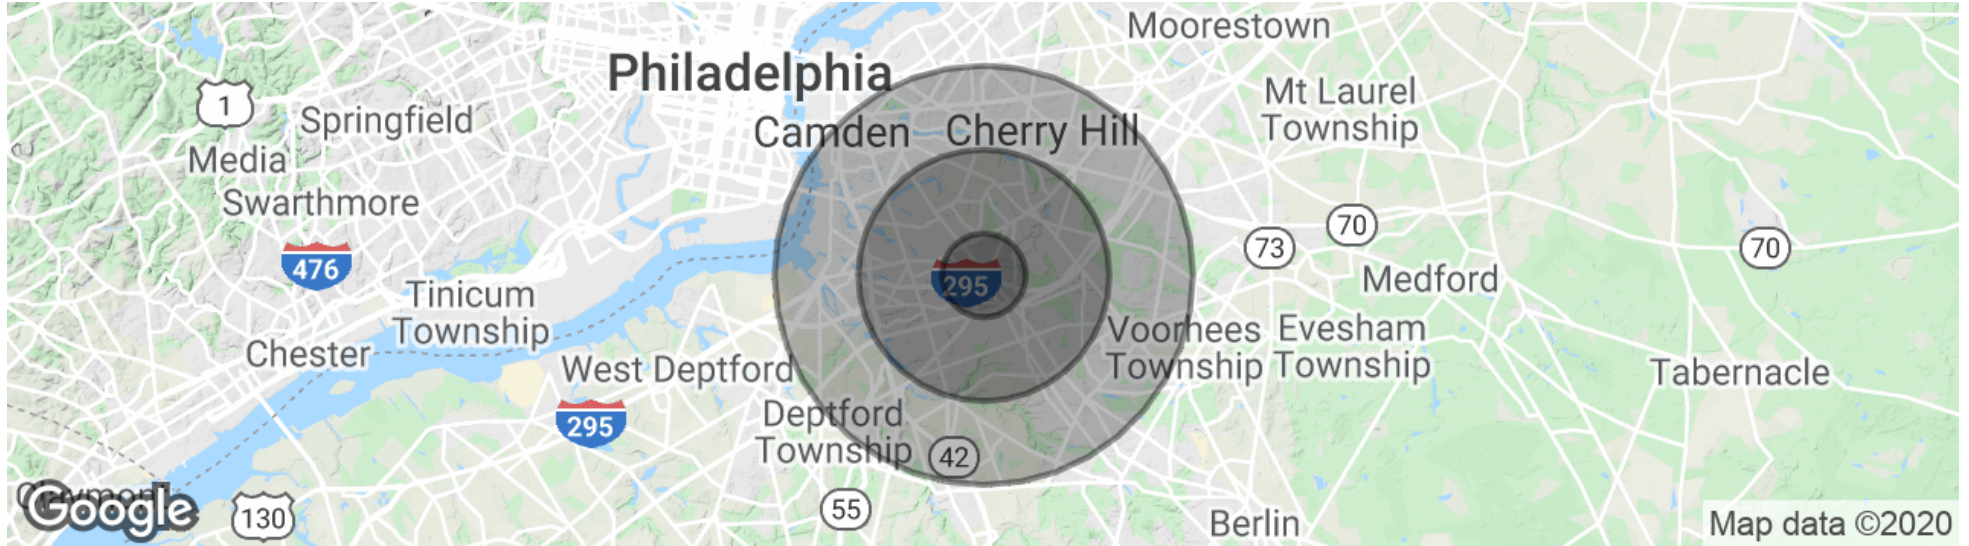 Moorestown
Philadelphia
1
Mt Laurel
Township
Springfield
Camden
Cherry Hill
Media
Swarthmore
70
73
70
476
295
Medford
Tinicum
Township
Voorhees
Township
Evesham
Township
Chester
West Deptford
Tabernacle
Deptford
Township
295
42
Claymont
Google
130
55
Berlin
Map data ©2020